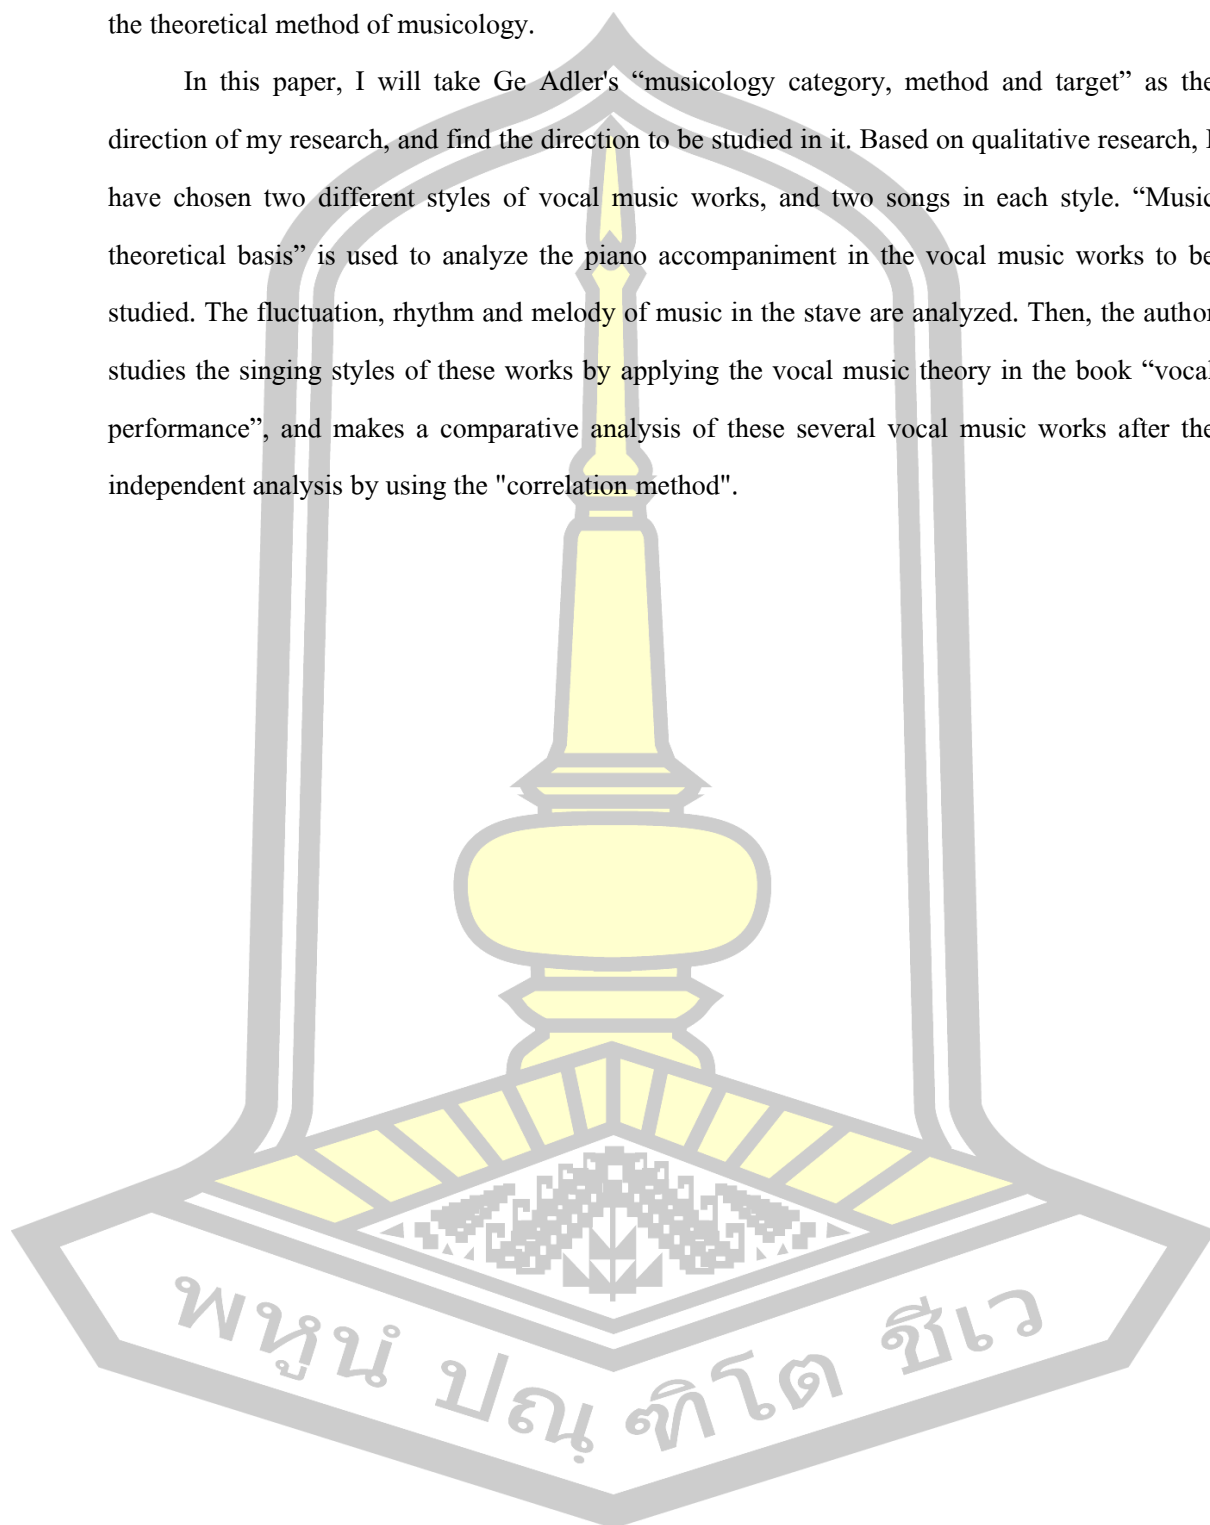 the theoretical method of musicology.
In this paper, I will take Ge Adler's “musicology category, method and target” as the
direction of my research, and find the direction to be studied in it. Based on qualitative research, I
have chosen two different styles of vocal music works, and two songs in each style. “Music
theoretical basis” is used to analyze the piano accompaniment in the vocal music works to be
studied. The fluctuation, rhythm and melody of music in the stave are analyzed. Then, the author
studies the singing styles of these works by applying the vocal music theory in the book “vocal
performance”, and makes a comparative analysis of these several vocal music works after the
independent analysis by using the "correlation method".
พหูนํ ปณฺฑิโต ชีเว